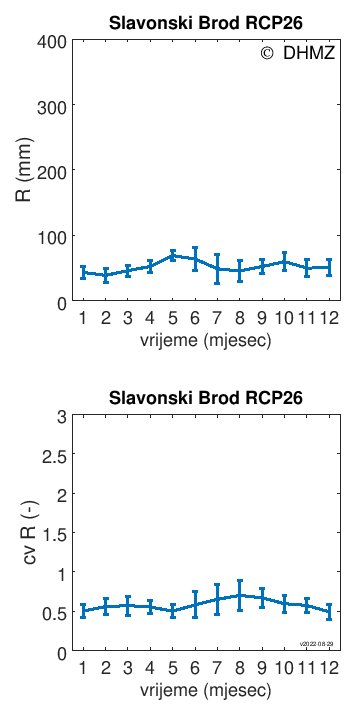 Slavonski Brod RCP26
© DHMZ
400
300
200
100
0
R (mm)
1 2 3 4 5 6 7 8 9 10 11 12
vrijeme (mjesec)
Slavonski Brod RCP26
3
2.5
2
1.5
1
0.5
0
cv R (-)
v2022-08-29
1 2 3 4 5 6 7 8 9 10 11 12
vrijeme (mjesec)